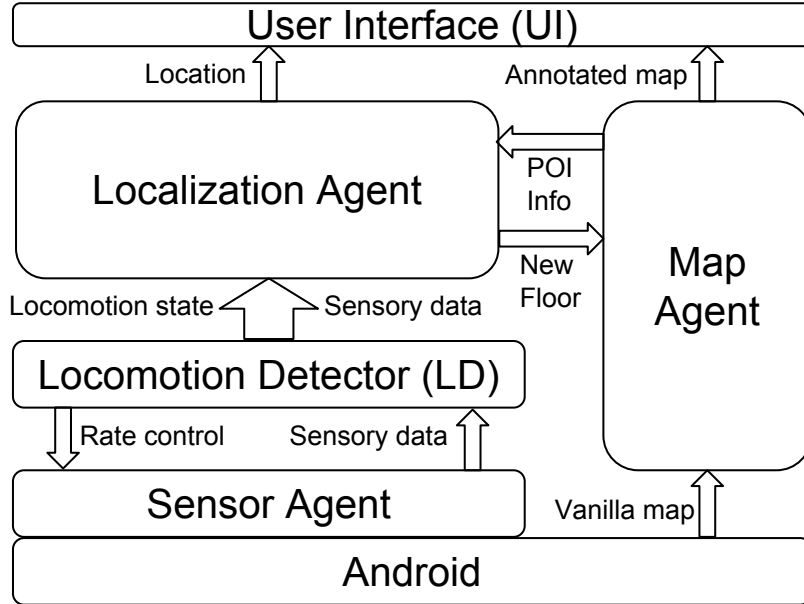 User Interface (UI)
Location
Annotated map
Localization Agent
POI
Info
New
Floor
Map
Agent
Locomotion state
Sensory data
Locomotion Detector (LD)
Rate control
Sensory data
Sensor Agent
Vanilla map
Android